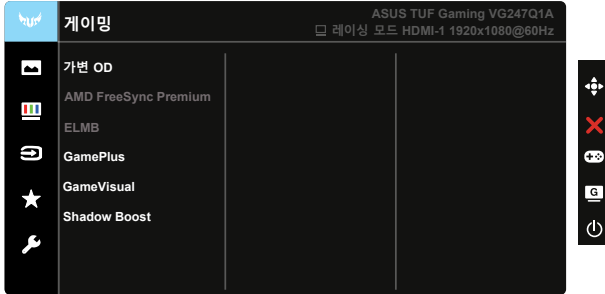 게이밍
ASUS TUF Gaming VG247Q1A
레이싱 모드 HDMI-1 1920x1080@60Hz
가변 OD
AMD FreeSync Premium
ELMB
GamePlus
GameVisual
Shadow Boost
G